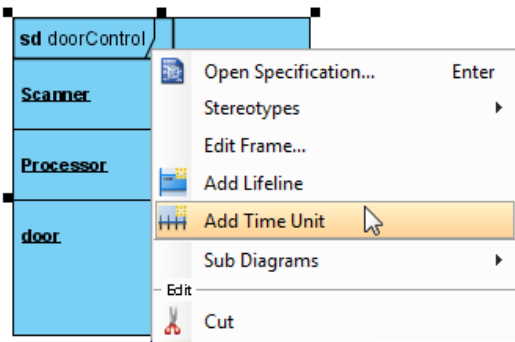 sd doorControl
Scanner
Processor
door
Open Specification... Enter
Stereotypes
Edit Frame...
Add Lifeline
Add Time Unit
Sub Diagrams
Edit
Cut